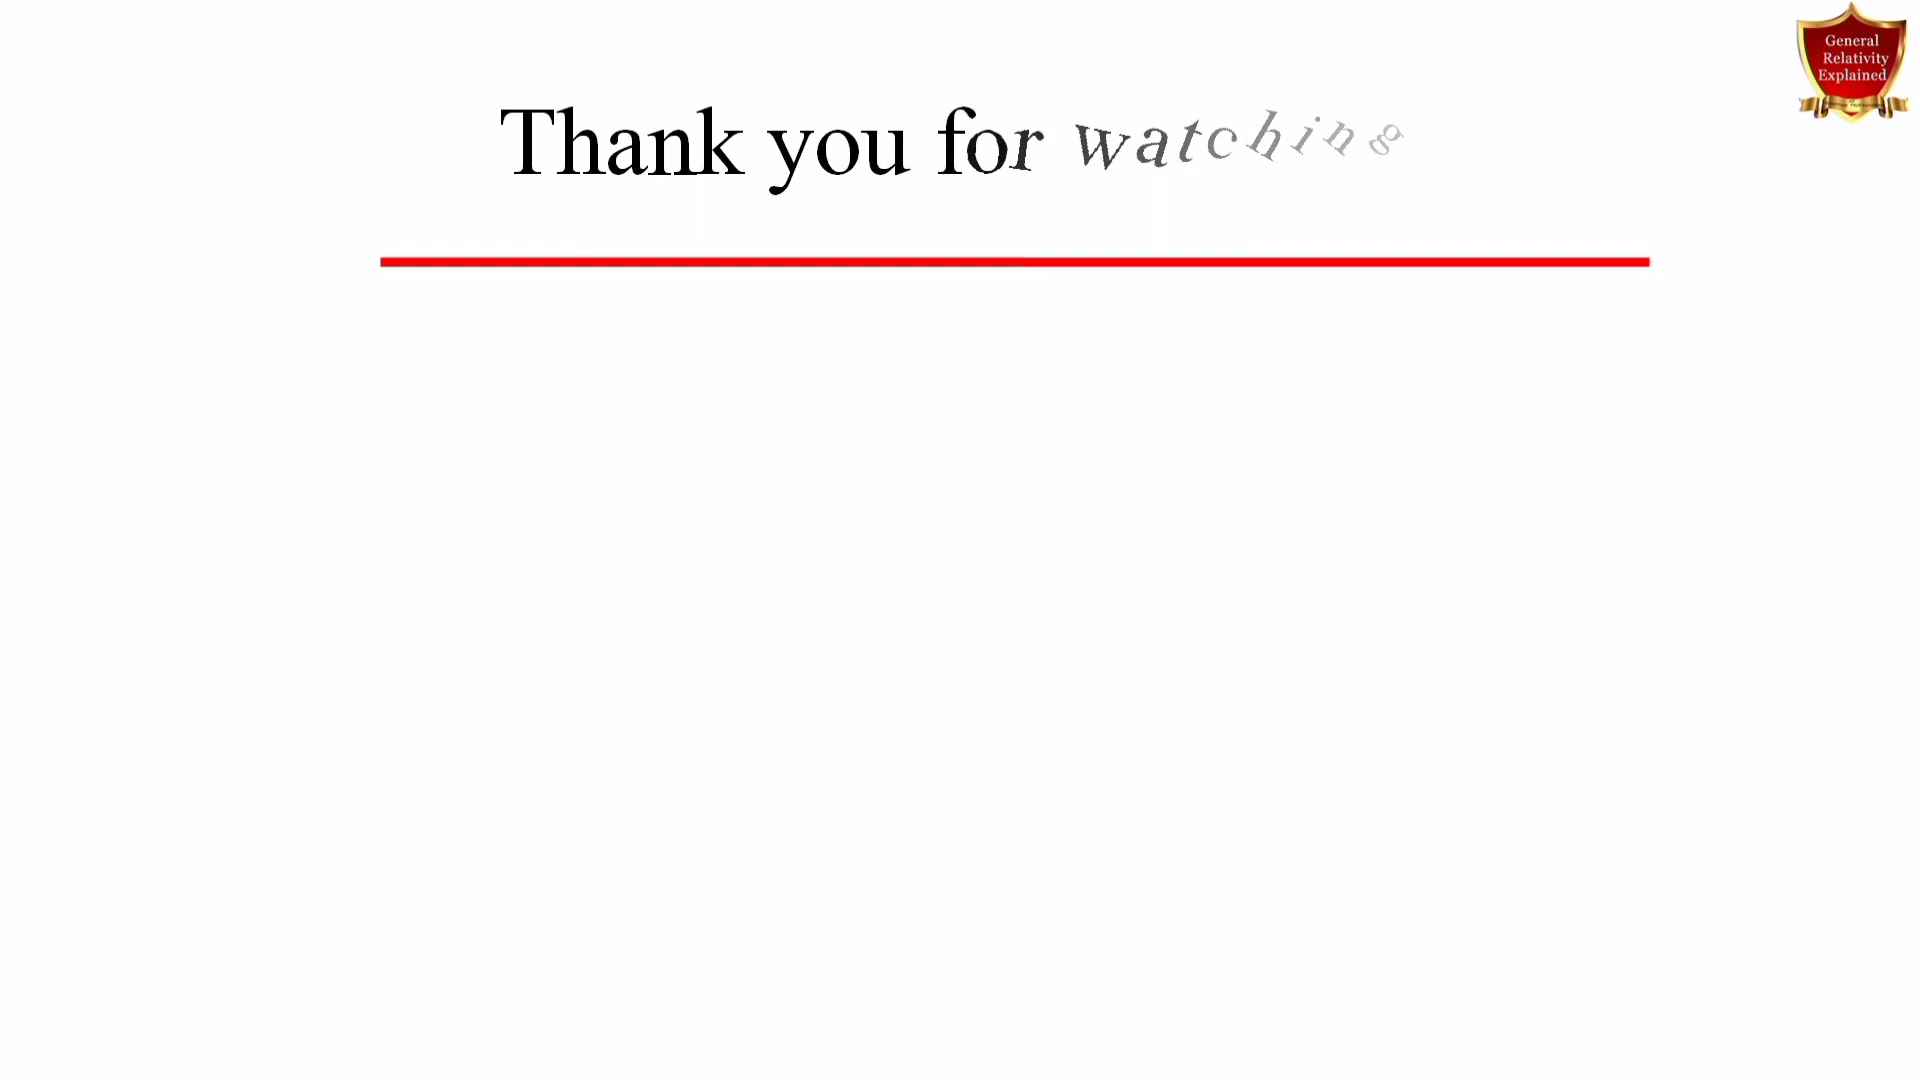 Thank you for watching
General
Relativity
Explained